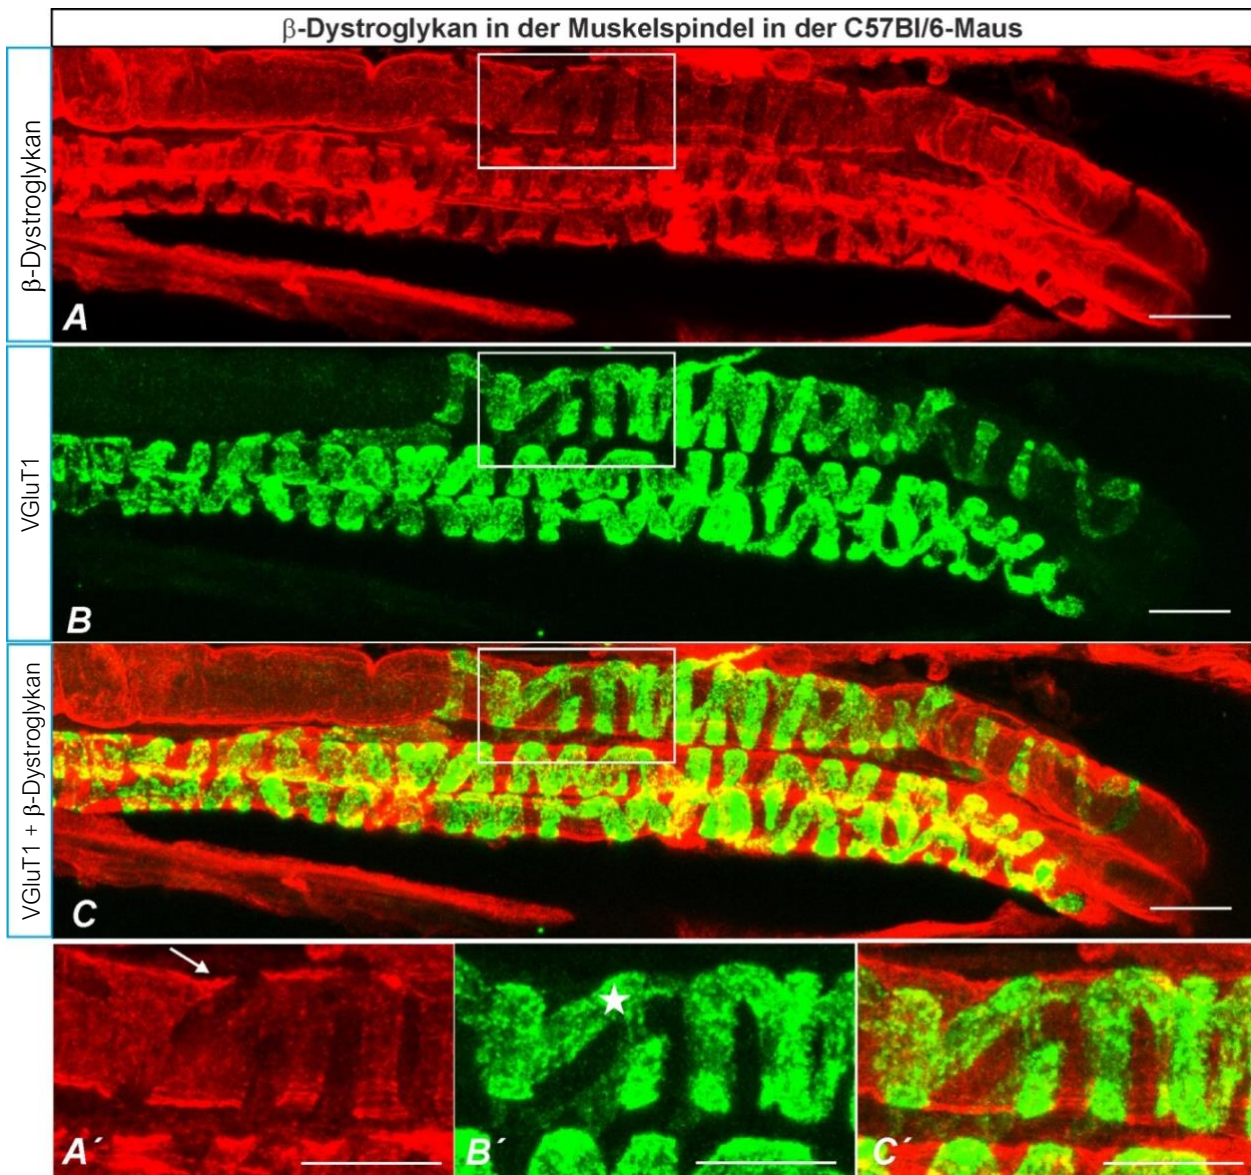 β-Dystroglykan in der Muskelspindel in der C57Bl/6-Maus
β-Dystroglykan
A
VGluT1
B
VGluT1 + β-Dystroglykan
C
A´
B´
C´